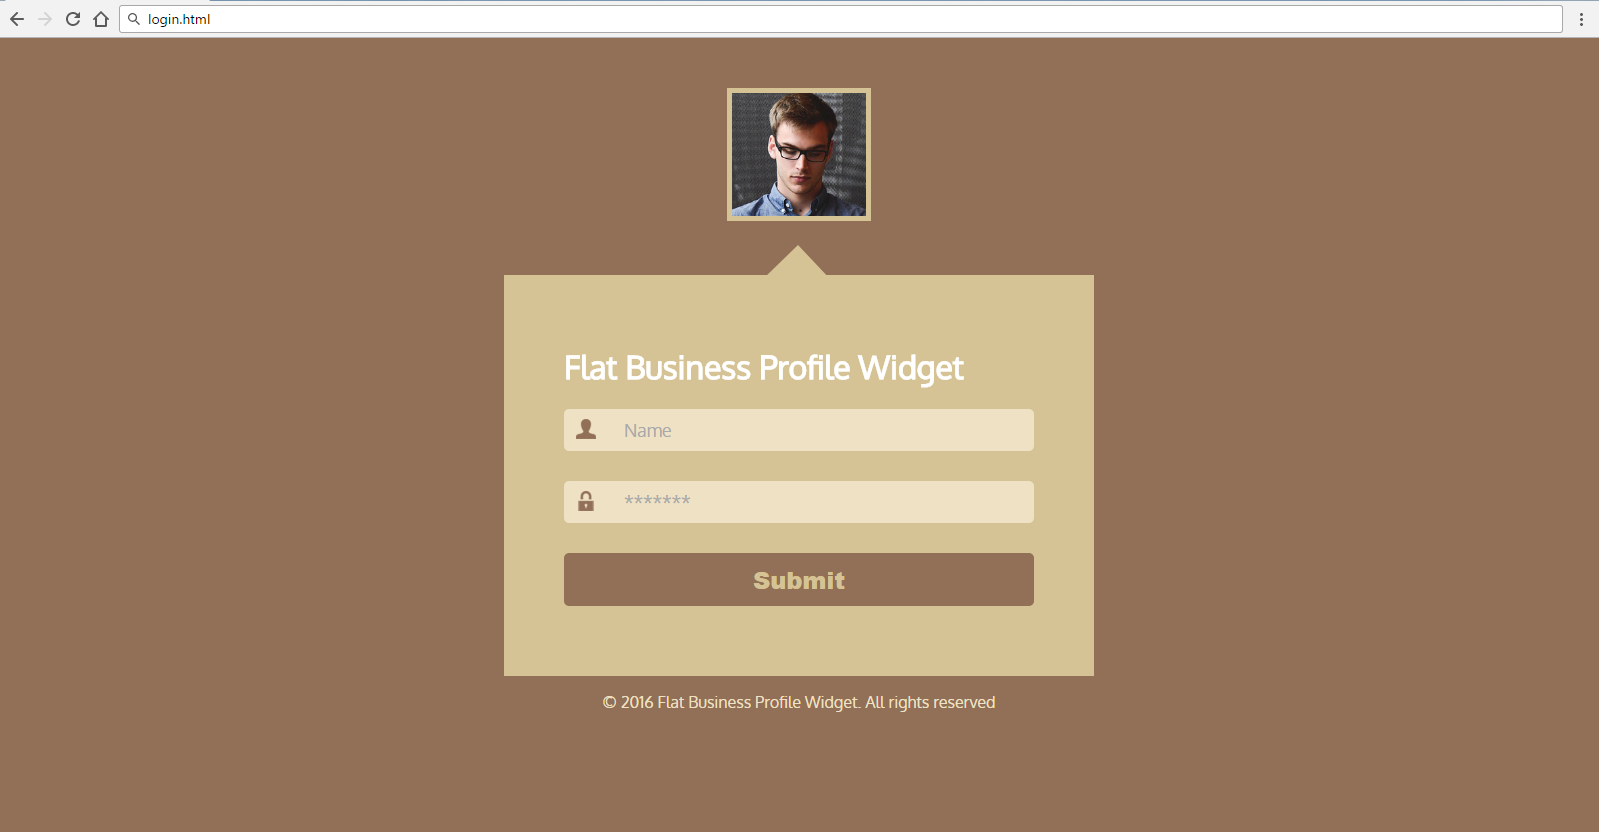 login.html
Flat Business Profile Widget
Name
*******
Submit
© 2016 Flat Business Profile Widget. All rights reserved